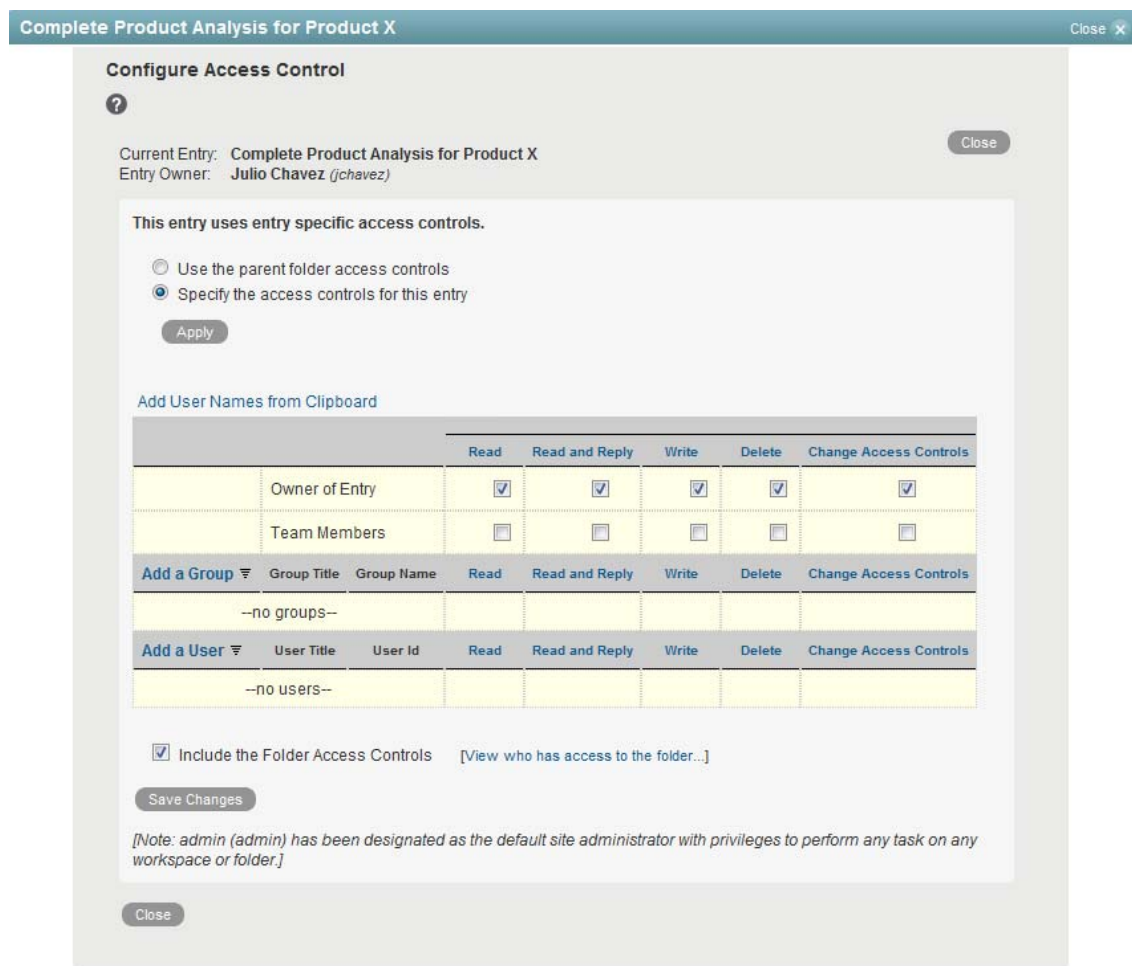 Complete Product Analysis for Product X Close x
Configure Access Control
?
Close
Current Entry: Complete Product Analysis for Product X
Entry Owner: Julio Chavez (jchavez)
This entry uses entry specific access controls.
Use the parent folder access controls
Specify the access controls for this entry
Apply
Add User Names from Clipboard
Read Read and Reply Write Delete Change Access Controls
Owner of Entry
Team Members
Add a Group Group Title Group Name Read Read and Reply Write Delete Change Access Controls
--no groups--
Add a User User Title User Id Read Read and Reply Write Delete Change Access Controls
--no users--
Include the Folder Access Controls [View who has access to the folder...]
Save Changes
[Note: admin (admin) has been designated as the default site administrator with privileges to perform any task on any
workspace or folder.]
Close